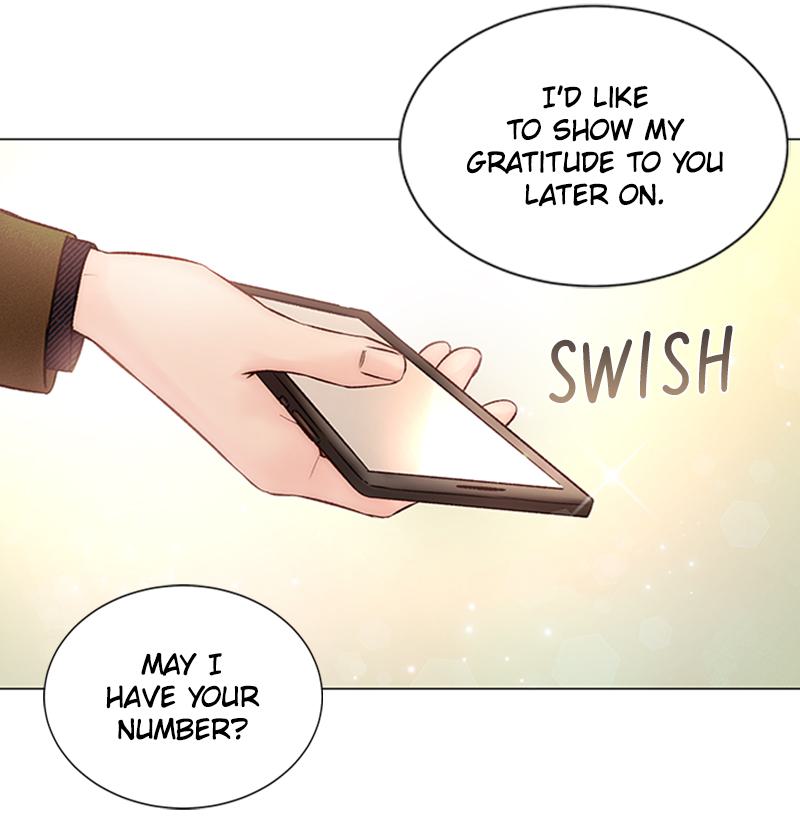 I'D LIKE
TO SHOW MY
GRATITUDE TO YOU
LATER ON.
SWISH
MAY I
HAVE YOUR
NUMBER?